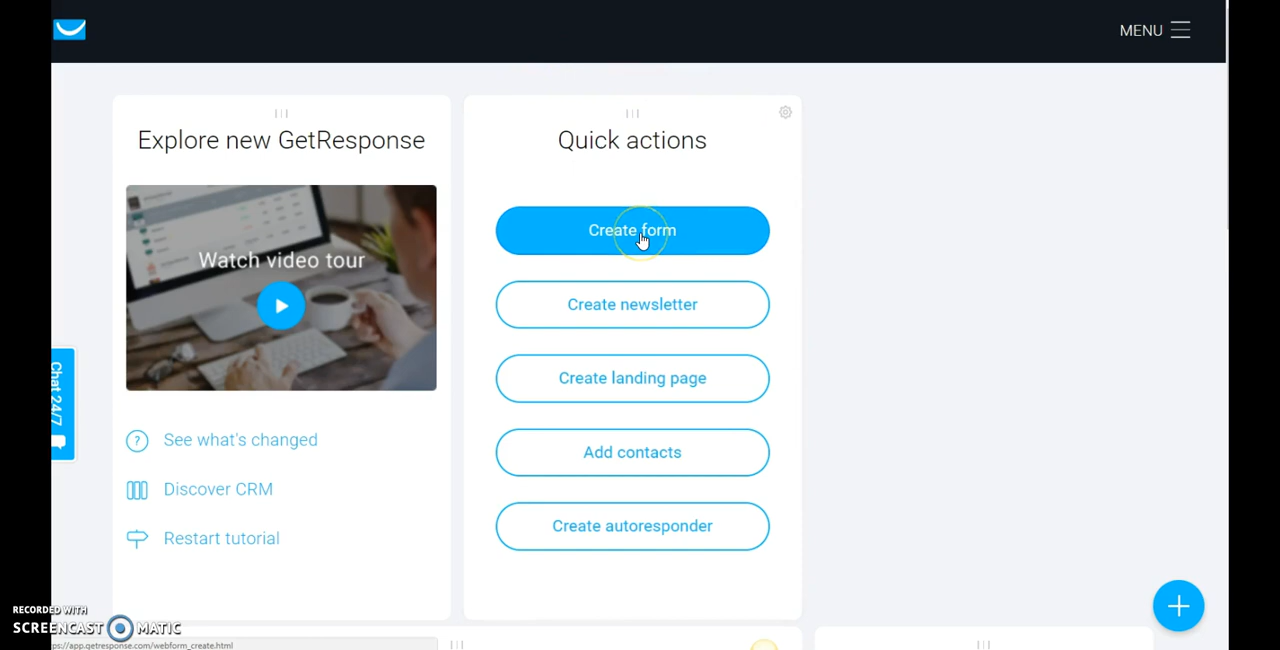 MENU
Explore new GetResponse
Watch video tour
See what's changed
Discover CRM
Restart tutorial
Quick actions
Create form
Create newsletter
Create landing page
Add contacts
Create autoresponder
Chat 24/7
RECORDED WITH
SCREENCAST MATIC
ps://app.getresponse.com/webform_create.html